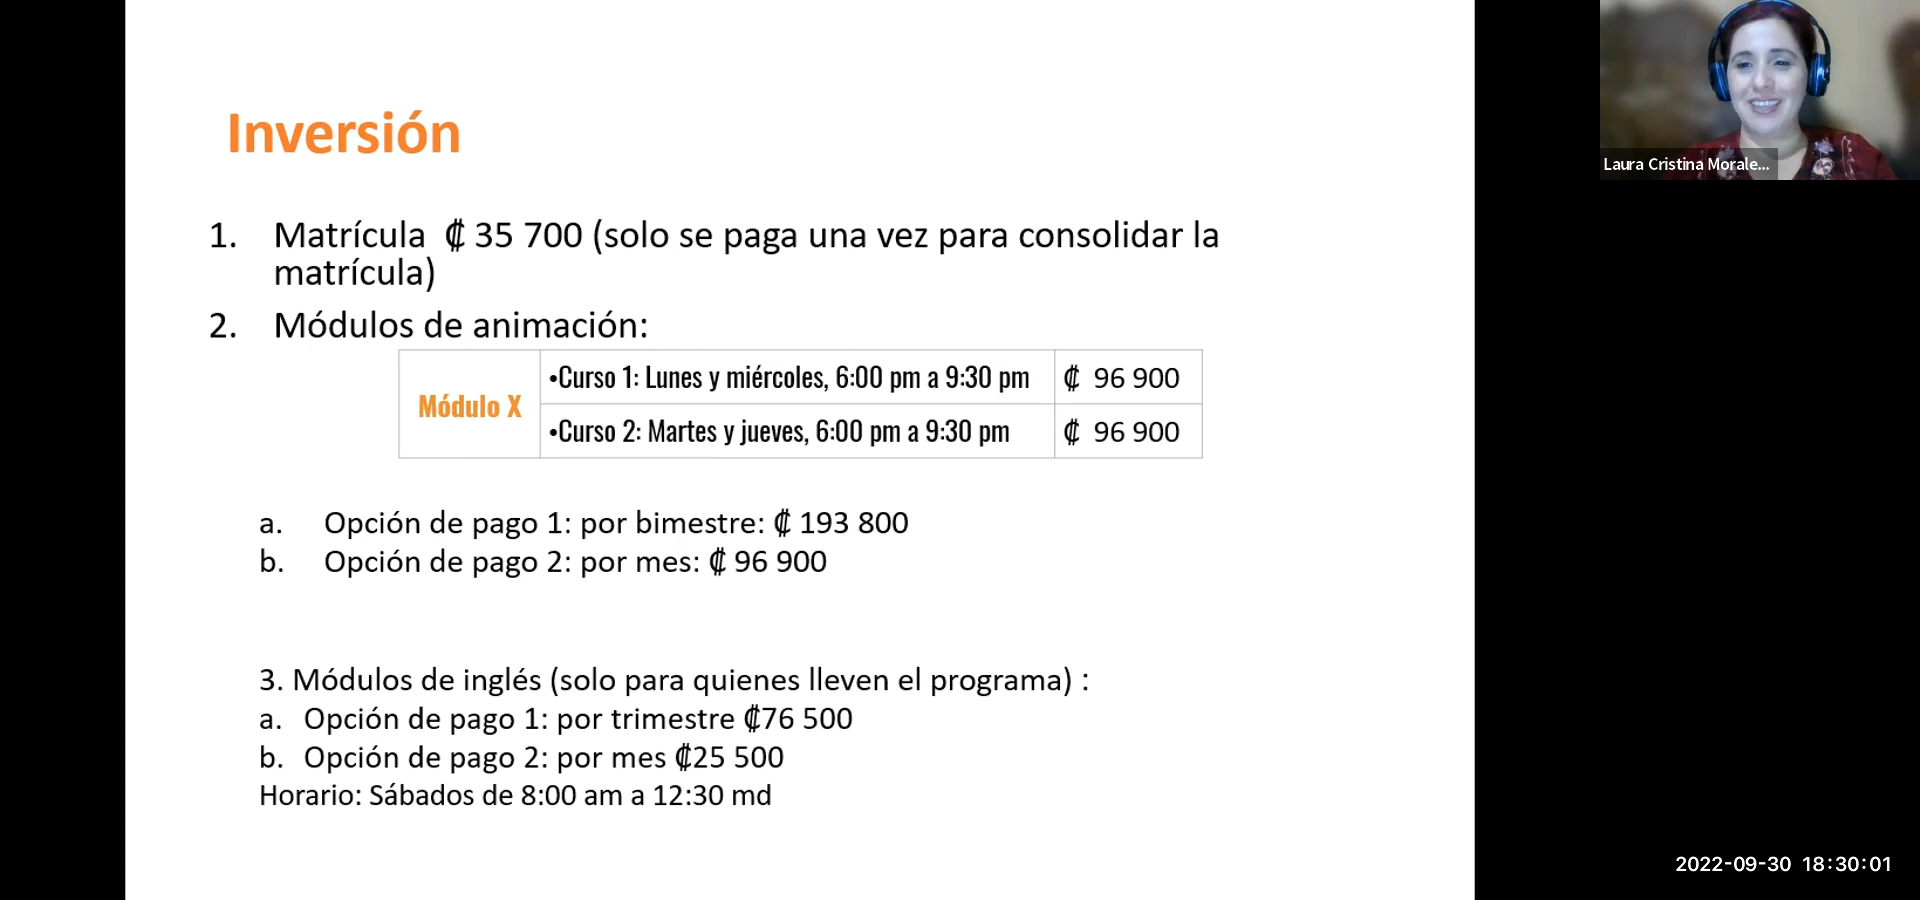 Inversión
1. Matrícula ₡ 35 700 (solo se paga una vez para consolidar la
matrícula)
2. Módulos de animación:
Módulo X
•Curso 1: Lunes y miércoles, 6:00 pm a 9:30 pm ₡ 96 900
•Curso 2: Martes y jueves, 6:00 pm a 9:30 pm ₡ 96 900
a. Opción de pago 1: por bimestre: ₡ 193 800
b. Opción de pago 2: por mes: ₡ 96 900
3. Módulos de inglés (solo para quienes lleven el programa) :
a. Opción de pago 1: por trimestre ₡76 500
b. Opción de pago 2: por mes ₡25 500
Horario: Sábados de 8:00 am a 12:30 md
Laura Cristina Morale...
2022-09-30 18:30:01